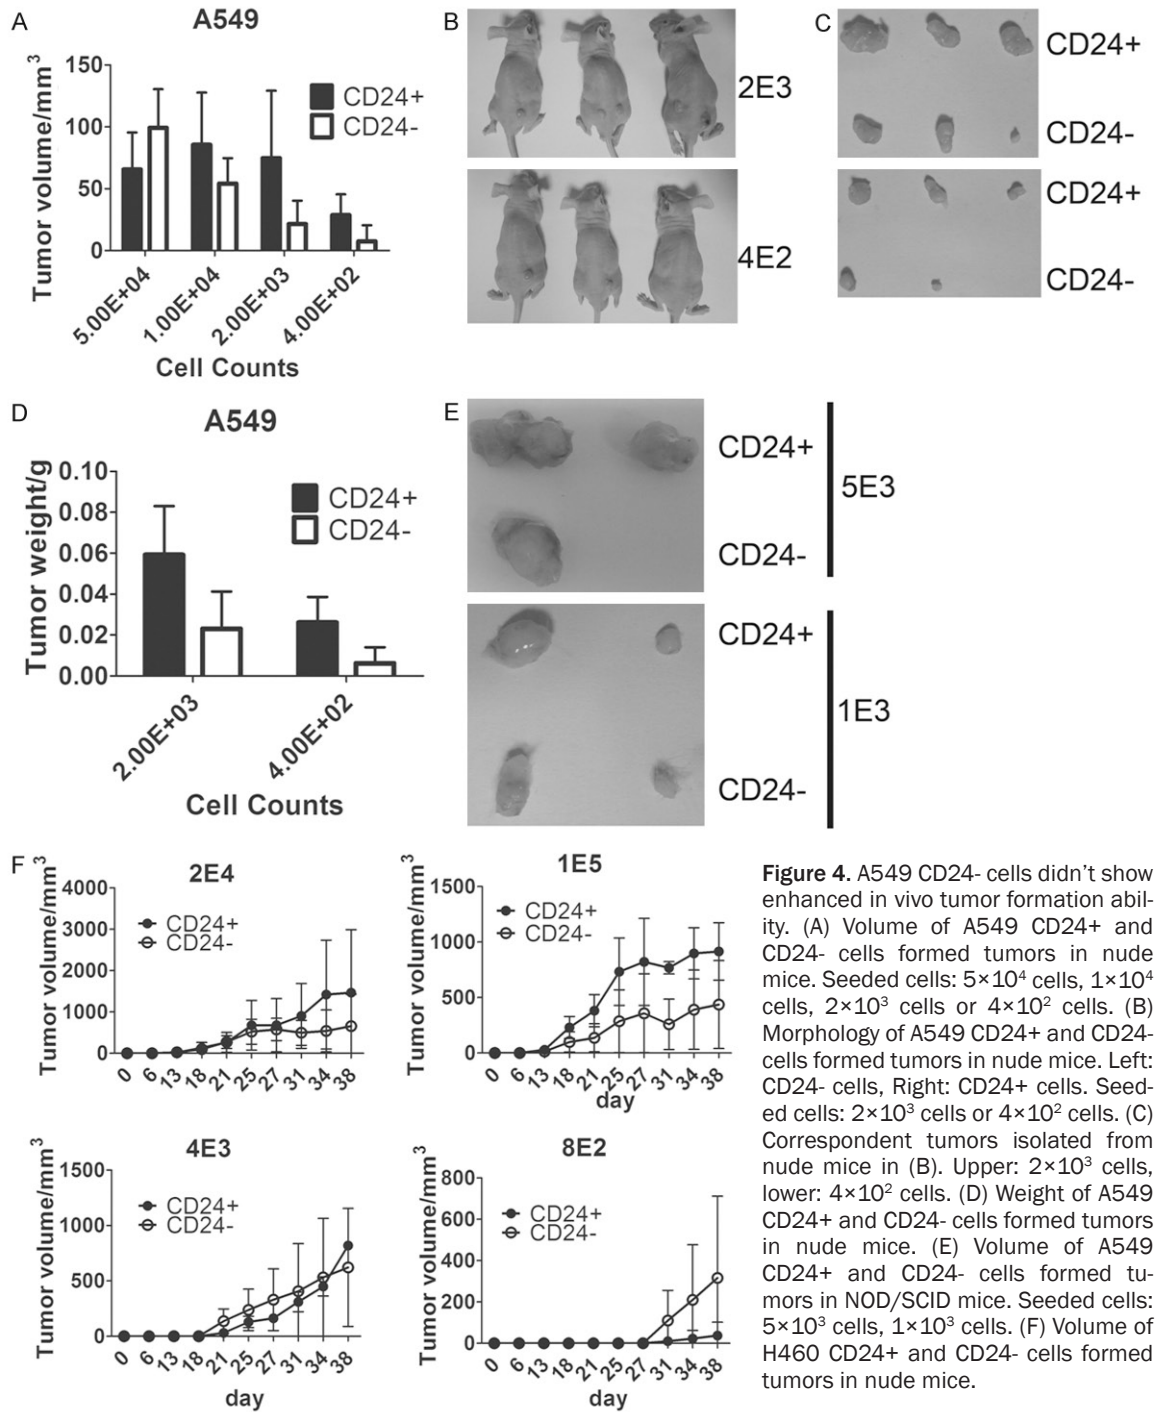 A
A549
Tumor volume/mm³
150
100
50
0
CD24+
CD24-
5.00E+04
1.00E+04
2.00E+03
4.00E+02
Cell Counts
B
2E3
4E2
C
CD24+
CD24-
CD24+
CD24-
D
A549
Tumor weight/g
0.10
0.08
0.06
0.04
0.02
0.00
CD24+
CD24-
2.00E+03
4.00E+02
Cell Counts
E
CD24+
CD24-
5E3
CD24+
CD24-
1E3
F
2E4
Tumor volume/mm³
4000
3000
2000
1000
0
CD24+
CD24-
0 6 13 18 21 25 27 31 34 38
1E5
Tumor volume/mm³
1500
1000
500
0
CD24+
CD24-
0 6 13 18 21 25 27 31 34 38
day
4E3
Tumor volume/mm³
1500
1000
500
0
CD24+
CD24-
0 6 13 18 21 25 27 31 34 38
day
8E2
Tumor volume/mm³
800
600
400
200
0
CD24+
CD24-
0 6 13 18 21 25 27 31 34 38
day
Figure 4. A549 CD24- cells didn't show
enhanced in vivo tumor formation abil-
ity. (A) Volume of A549 CD24+ and
CD24- cells formed tumors in nude
mice. Seeded cells: 5×10⁴ cells, 1×10⁴
cells, 2×10³ cells or 4×10² cells. (B)
Morphology of A549 CD24+ and CD24-
cells formed tumors in nude mice. Left:
CD24- cells, Right: CD24+ cells. Seed-
ed cells: 2×10³ cells or 4×10² cells. (C)
Correspondent tumors isolated from
nude mice in (B). Upper: 2×10³ cells,
lower: 4×10² cells. (D) Weight of A549
CD24+ and CD24- cells formed tumors
in nude mice. (E) Volume of A549
CD24+ and CD24- cells formed tu-
mors in NOD/SCID mice. Seeded cells:
5×10³ cells, 1×10³ cells. (F) Volume of
H460 CD24+ and CD24- cells formed
tumors in nude mice.